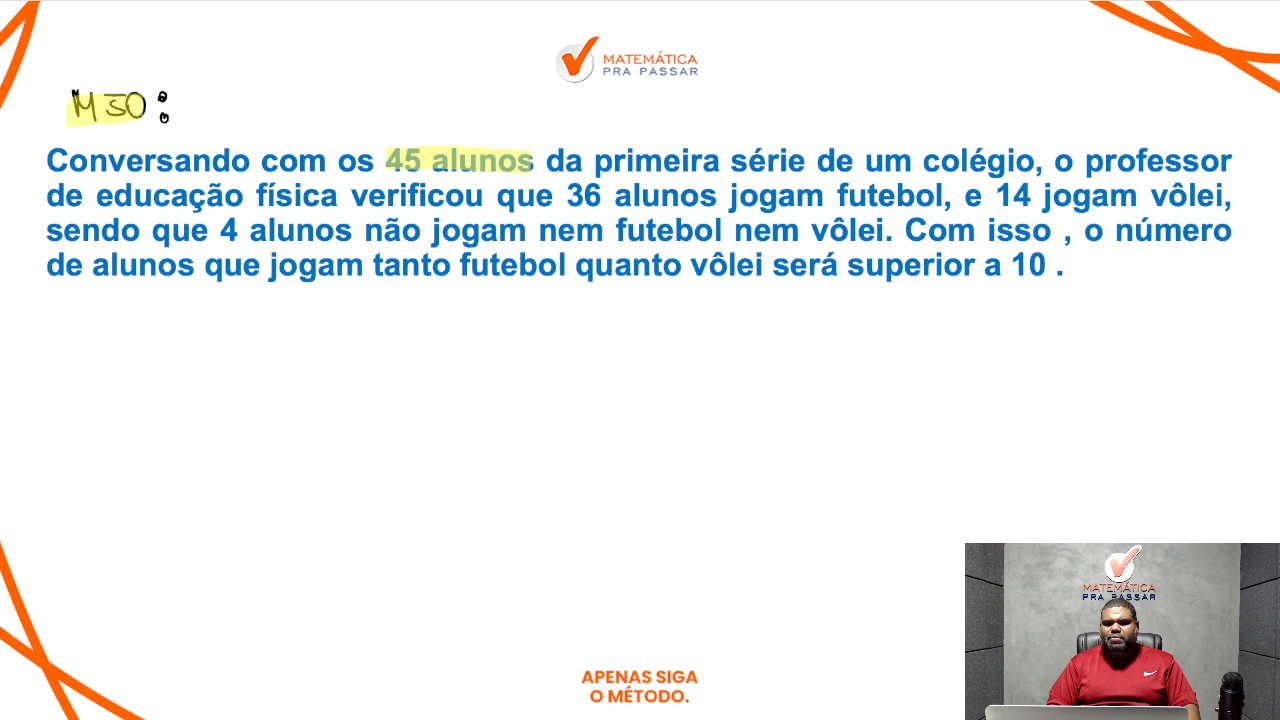 MATEMÁTICA
PRA PASSAR
M50:
Conversando com os 45 alunos da primeira série de um colégio, o professor
de educação física verificou que 36 alunos jogam futebol, e 14 jogam vôlei,
sendo que 4 alunos não jogam nem futebol nem vôlei. Com isso , o número
de alunos que jogam tanto futebol quanto vôlei será superior a 10 .
MATEMÁTICA
PRA PASSAR
APENAS SIGA
O MÉTODO.